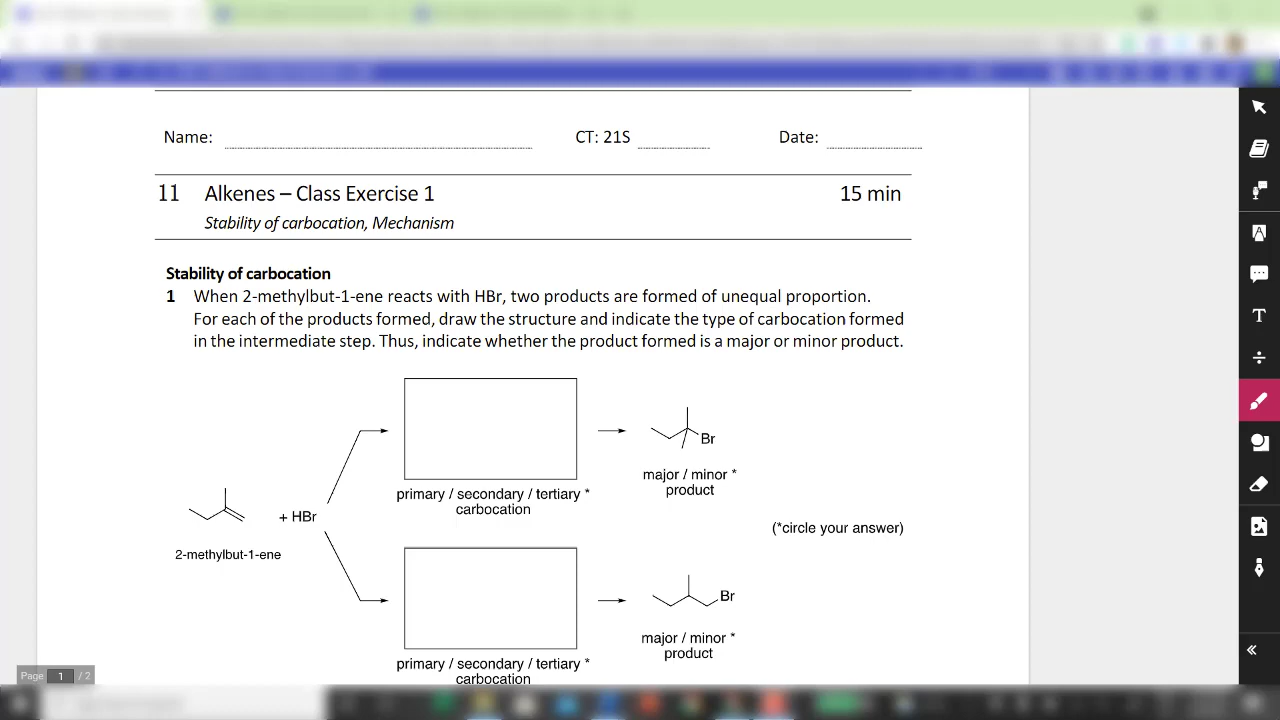 Name:
CT: 21S
Date:
11 Alkenes – Class Exercise 1 15 min
Stability of carbocation, Mechanism
Stability of carbocation
1 When 2-methylbut-1-ene reacts with HBr, two products are formed of unequal proportion.
For each of the products formed, draw the structure and indicate the type of carbocation formed
in the intermediate step. Thus, indicate whether the product formed is a major or minor product.
Br
major / minor *
product
primary / secondary / tertiary *
carbocation
+ HBr
(*circle your answer)
2-methylbut-1-ene
Br
major / minor *
product
primary / secondary / tertiary *
carbocation
Page 1 / 2